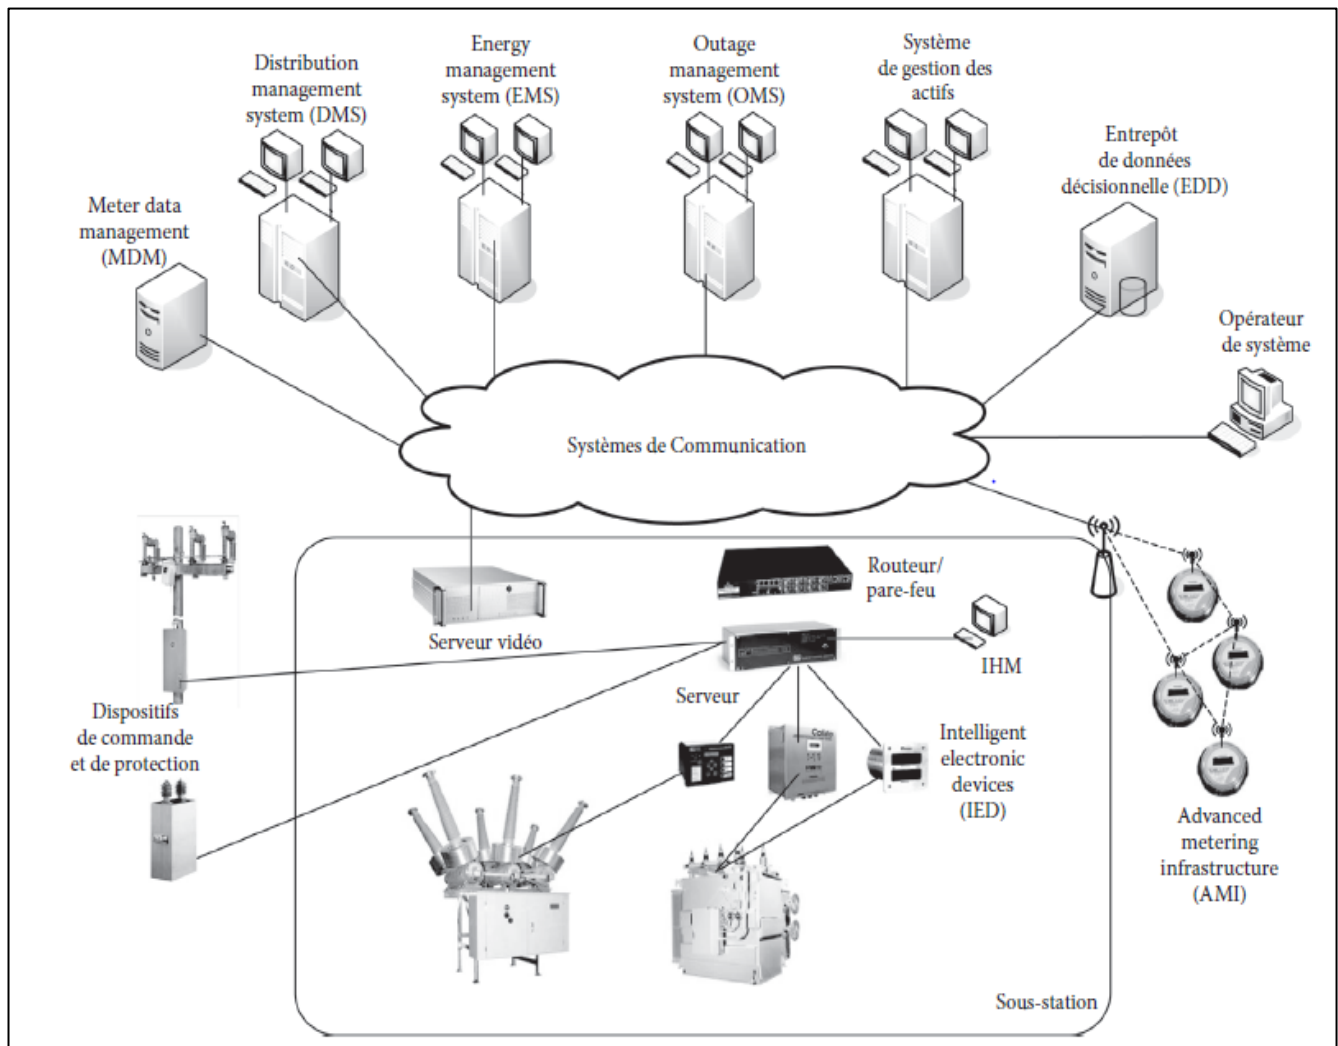 Energy
management
system (EMS)
Outage
management
system (OMS)
Système
de gestion des
actifs
Distribution
management
system (DMS)
Entrepôt
de données
décisionnelle (EDD)
Meter data
management
(MDM)
Opérateur
de système
Systèmes de Communication
Routeur/
pare-feu
Serveur vidéo
IHM
Serveur
Dispositifs
de commande
et de protection
Intelligent
electronic
devices
(IED)
Advanced
metering
infrastructure
(AMI)
Sous-station